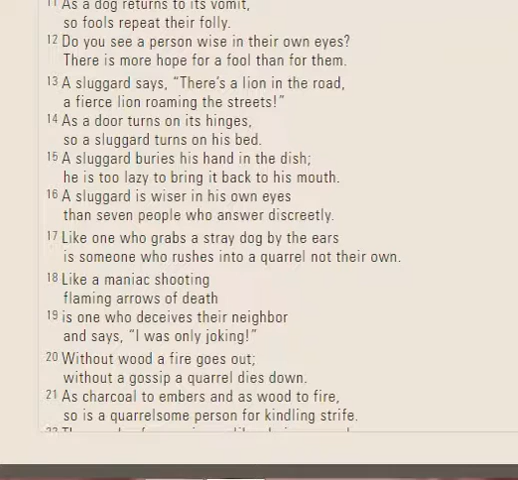 11 As a dog returns to its vomit,
so fools repeat their folly.
12 Do you see a person wise in their own eyes?
There is more hope for a fool than for them.
13 A sluggard says, “There’s a lion in the road,
a fierce lion roaming the streets!”
14 As a door turns on its hinges,
so a sluggard turns on his bed.
15 A sluggard buries his hand in the dish;
he is too lazy to bring it back to his mouth.
16 A sluggard is wiser in his own eyes
than seven people who answer discreetly.
17 Like one who grabs a stray dog by the ears
is someone who rushes into a quarrel not their own.
18 Like a maniac shooting
flaming arrows of death
19 is one who deceives their neighbor
and says, “I was only joking!”
20 Without wood a fire goes out;
without a gossip a quarrel dies down.
21 As charcoal to embers and as wood to fire,
so is a quarrelsome person for kindling strife.